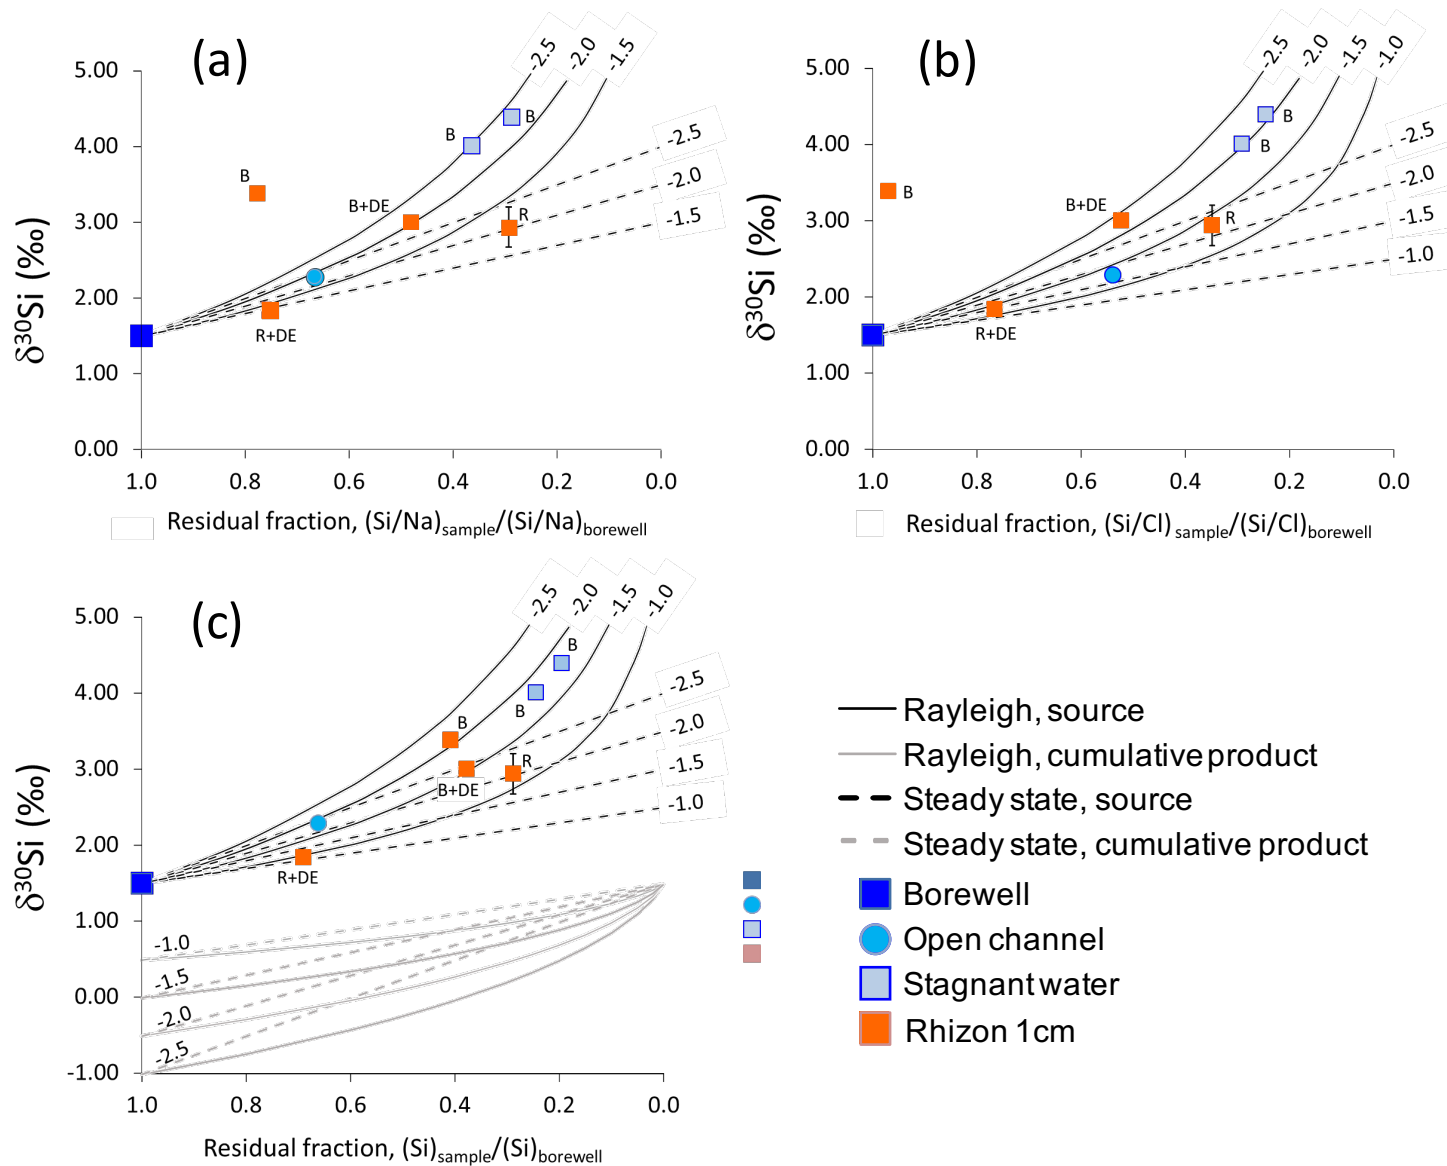 (a)
-2.5
-2.0
-1.5
5.00
4.00
3.00
2.00
1.00
0.00
δ³⁰Si (‰)
B
B
B
B+DE
R
R+DE
-2.5
-2.0
-1.5
1.0 0.8 0.6 0.4 0.2 0.0
Residual fraction, (Si/Na)sample/(Si/Na)borewell
(b)
-2.5
-2.0
-1.5
-1.0
5.00
4.00
3.00
2.00
1.00
0.00
δ³⁰Si (‰)
B
B
B
B+DE
R
R+DE
-2.5
-2.0
-1.5
-1.0
1.0 0.8 0.6 0.4 0.2 0.0
Residual fraction, (Si/Cl)sample/(Si/Cl)borewell
(c)
-2.5
-2.0
-1.5
-1.0
5.00
4.00
3.00
2.00
1.00
0.00
-1.00
δ³⁰Si (‰)
B
B
B
B+DE
R
R+DE
-2.5
-2.0
-1.5
-1.0
-1.0
-1.5
-2.0
-2.5
1.0 0.8 0.6 0.4 0.2 0.0
Residual fraction, (Si)sample/(Si)borewell
Rayleigh, source
Rayleigh, cumulative product
Steady state, source
Steady state, cumulative product
Borewell
Open channel
Stagnant water
Rhizon 1cm